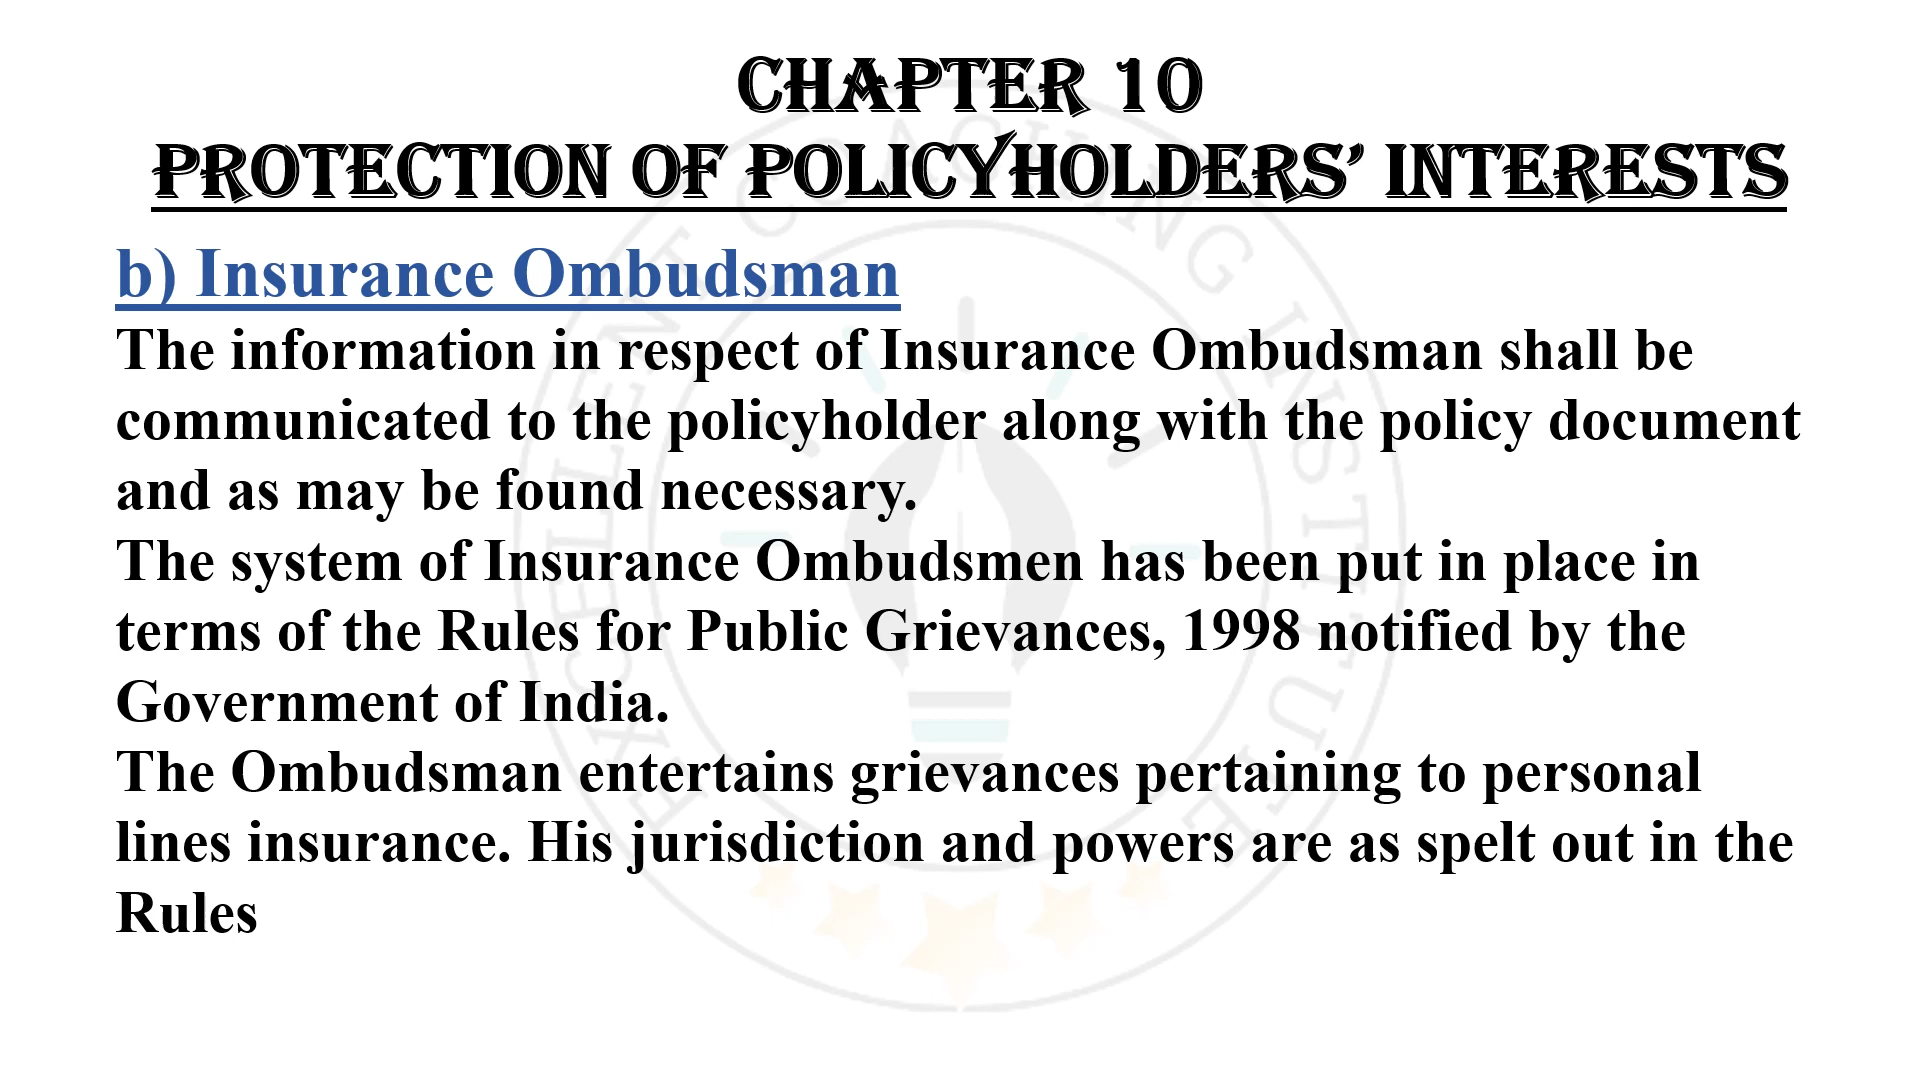 CHAPTER 10
PROTECTION OF POLICYHOLDERS’ INTERESTS
b) Insurance Ombudsman
The information in respect of Insurance Ombudsman shall be
communicated to the policyholder along with the policy document
and as may be found necessary.
The system of Insurance Ombudsmen has been put in place in
terms of the Rules for Public Grievances, 1998 notified by the
Government of India.
The Ombudsman entertains grievances pertaining to personal
lines insurance. His jurisdiction and powers are as spelt out in the
Rules
EXCELLENT COACHING INSTITUTE